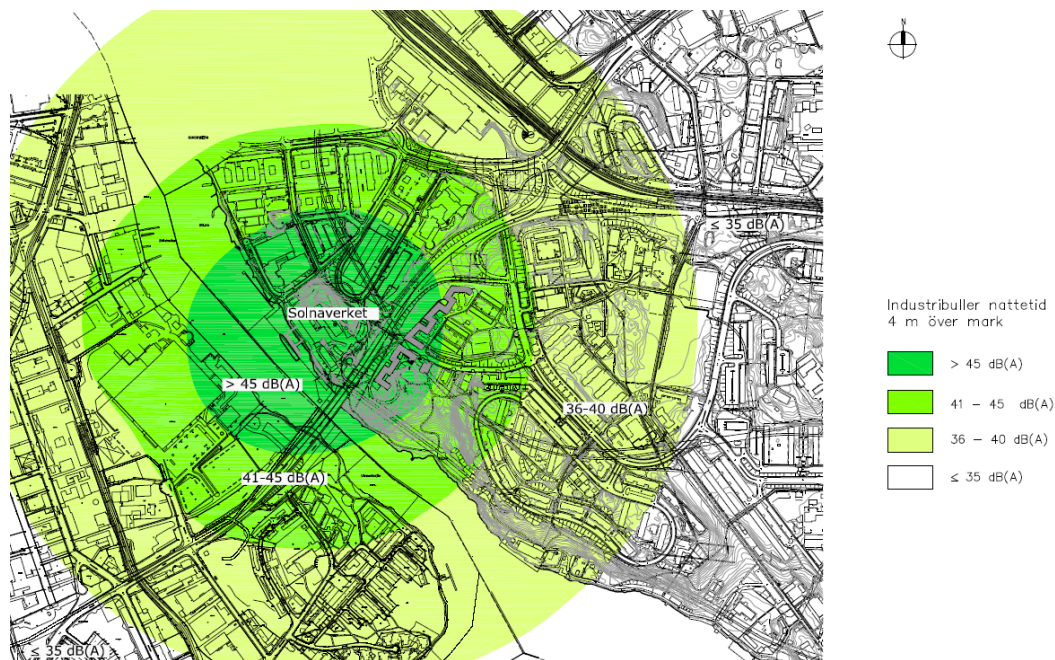 N
≤ 35 dB(A)
Solnaverket
Industribuller nattetid
4 m över mark
> 45 dB(A)
> 45 dB(A)
41 – 45 dB(A)
36-40 dB(A)
36 – 40 dB(A)
41-45 dB(A)
≤ 35 dB(A)
≤ 35 dB(A)